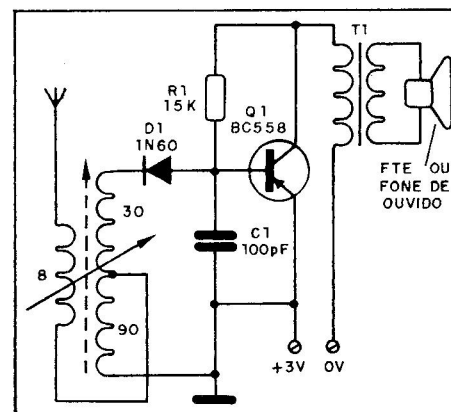 T1
R1
15K
Q1
BC558
D1
1N60
FTE OU
FONE DE
OUVIDO
30
C1
100pF
8
90
+3V
0V